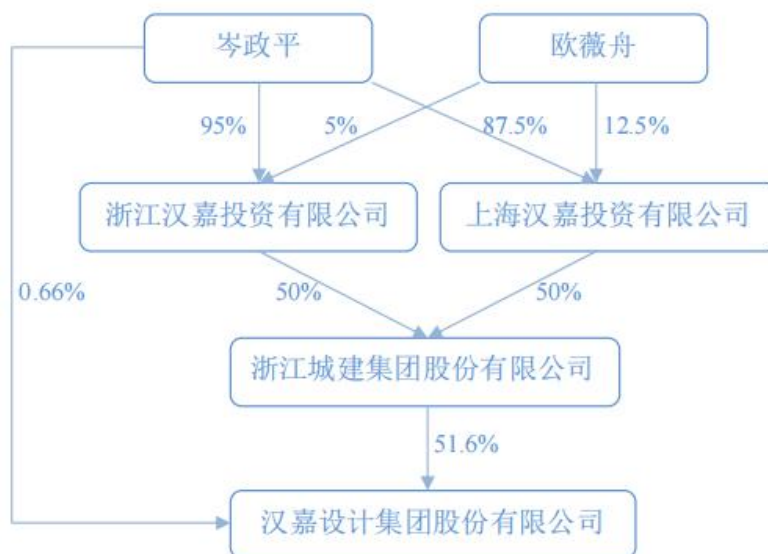 岑政平
欧薇舟
95%
5%
87.5%
12.5%
浙江汉嘉投资有限公司
上海汉嘉投资有限公司
0.66%
50%
50%
浙江城建集团股份有限公司
51.6%
汉嘉设计集团股份有限公司